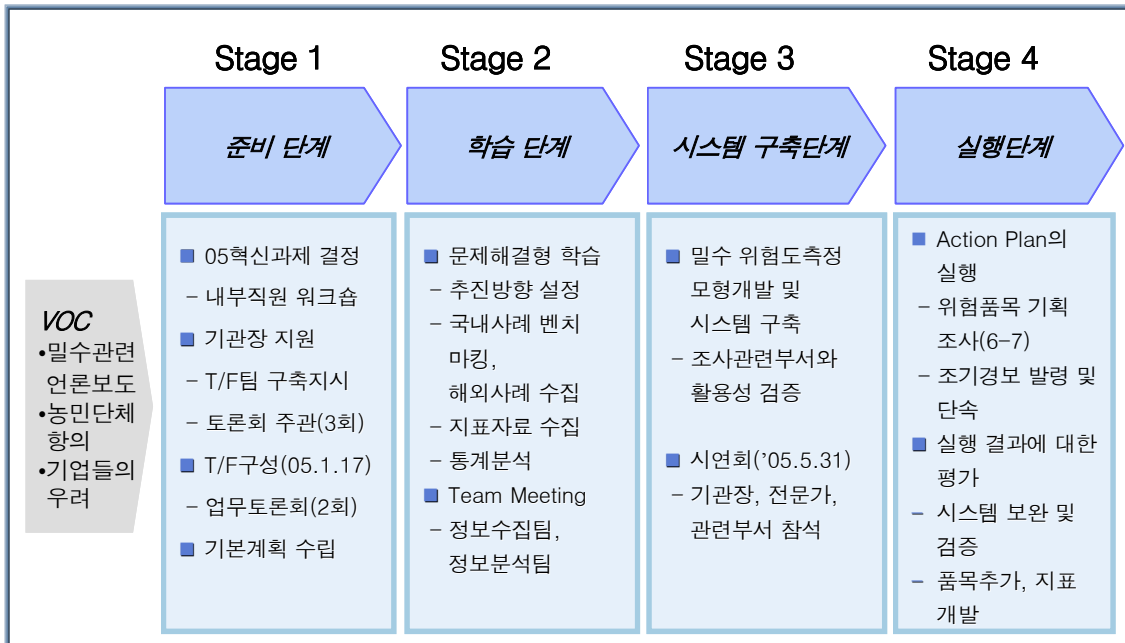 Stage 1
Stage 2
Stage 3
Stage 4
준비 단계
학습 단계
시스템 구축단계
실행단계
VOC
•밀수관련
언론보도
•농민단체
항의
•기업들의
우려
■ 05혁신과제 결정
– 내부직원 워크숍
■ 기관장 지원
– T/F팀 구축지시
– 토론회 주관(3회)
■ T/F구성(05.1.17)
– 업무토론회(2회)
■ 기본계획 수립
■ 문제해결형 학습
– 추진방향 설정
– 국내사례 벤치
마킹,
해외사례 수집
– 지표자료 수집
– 통계분석
■ Team Meeting
– 정보수집팀,
정보분석팀
■ 밀수 위험도측정
모형개발 및
시스템 구축
– 조사관련부서와
활용성 검증
■ 시연회(’05.5.31)
– 기관장, 전문가,
관련부서 참석
■ Action Plan의
실행
– 위험품목 기획
조사(6-7)
– 조기경보 발령 및
단속
■ 실행 결과에 대한
평가
– 시스템 보완 및
검증
– 품목추가, 지표
개발